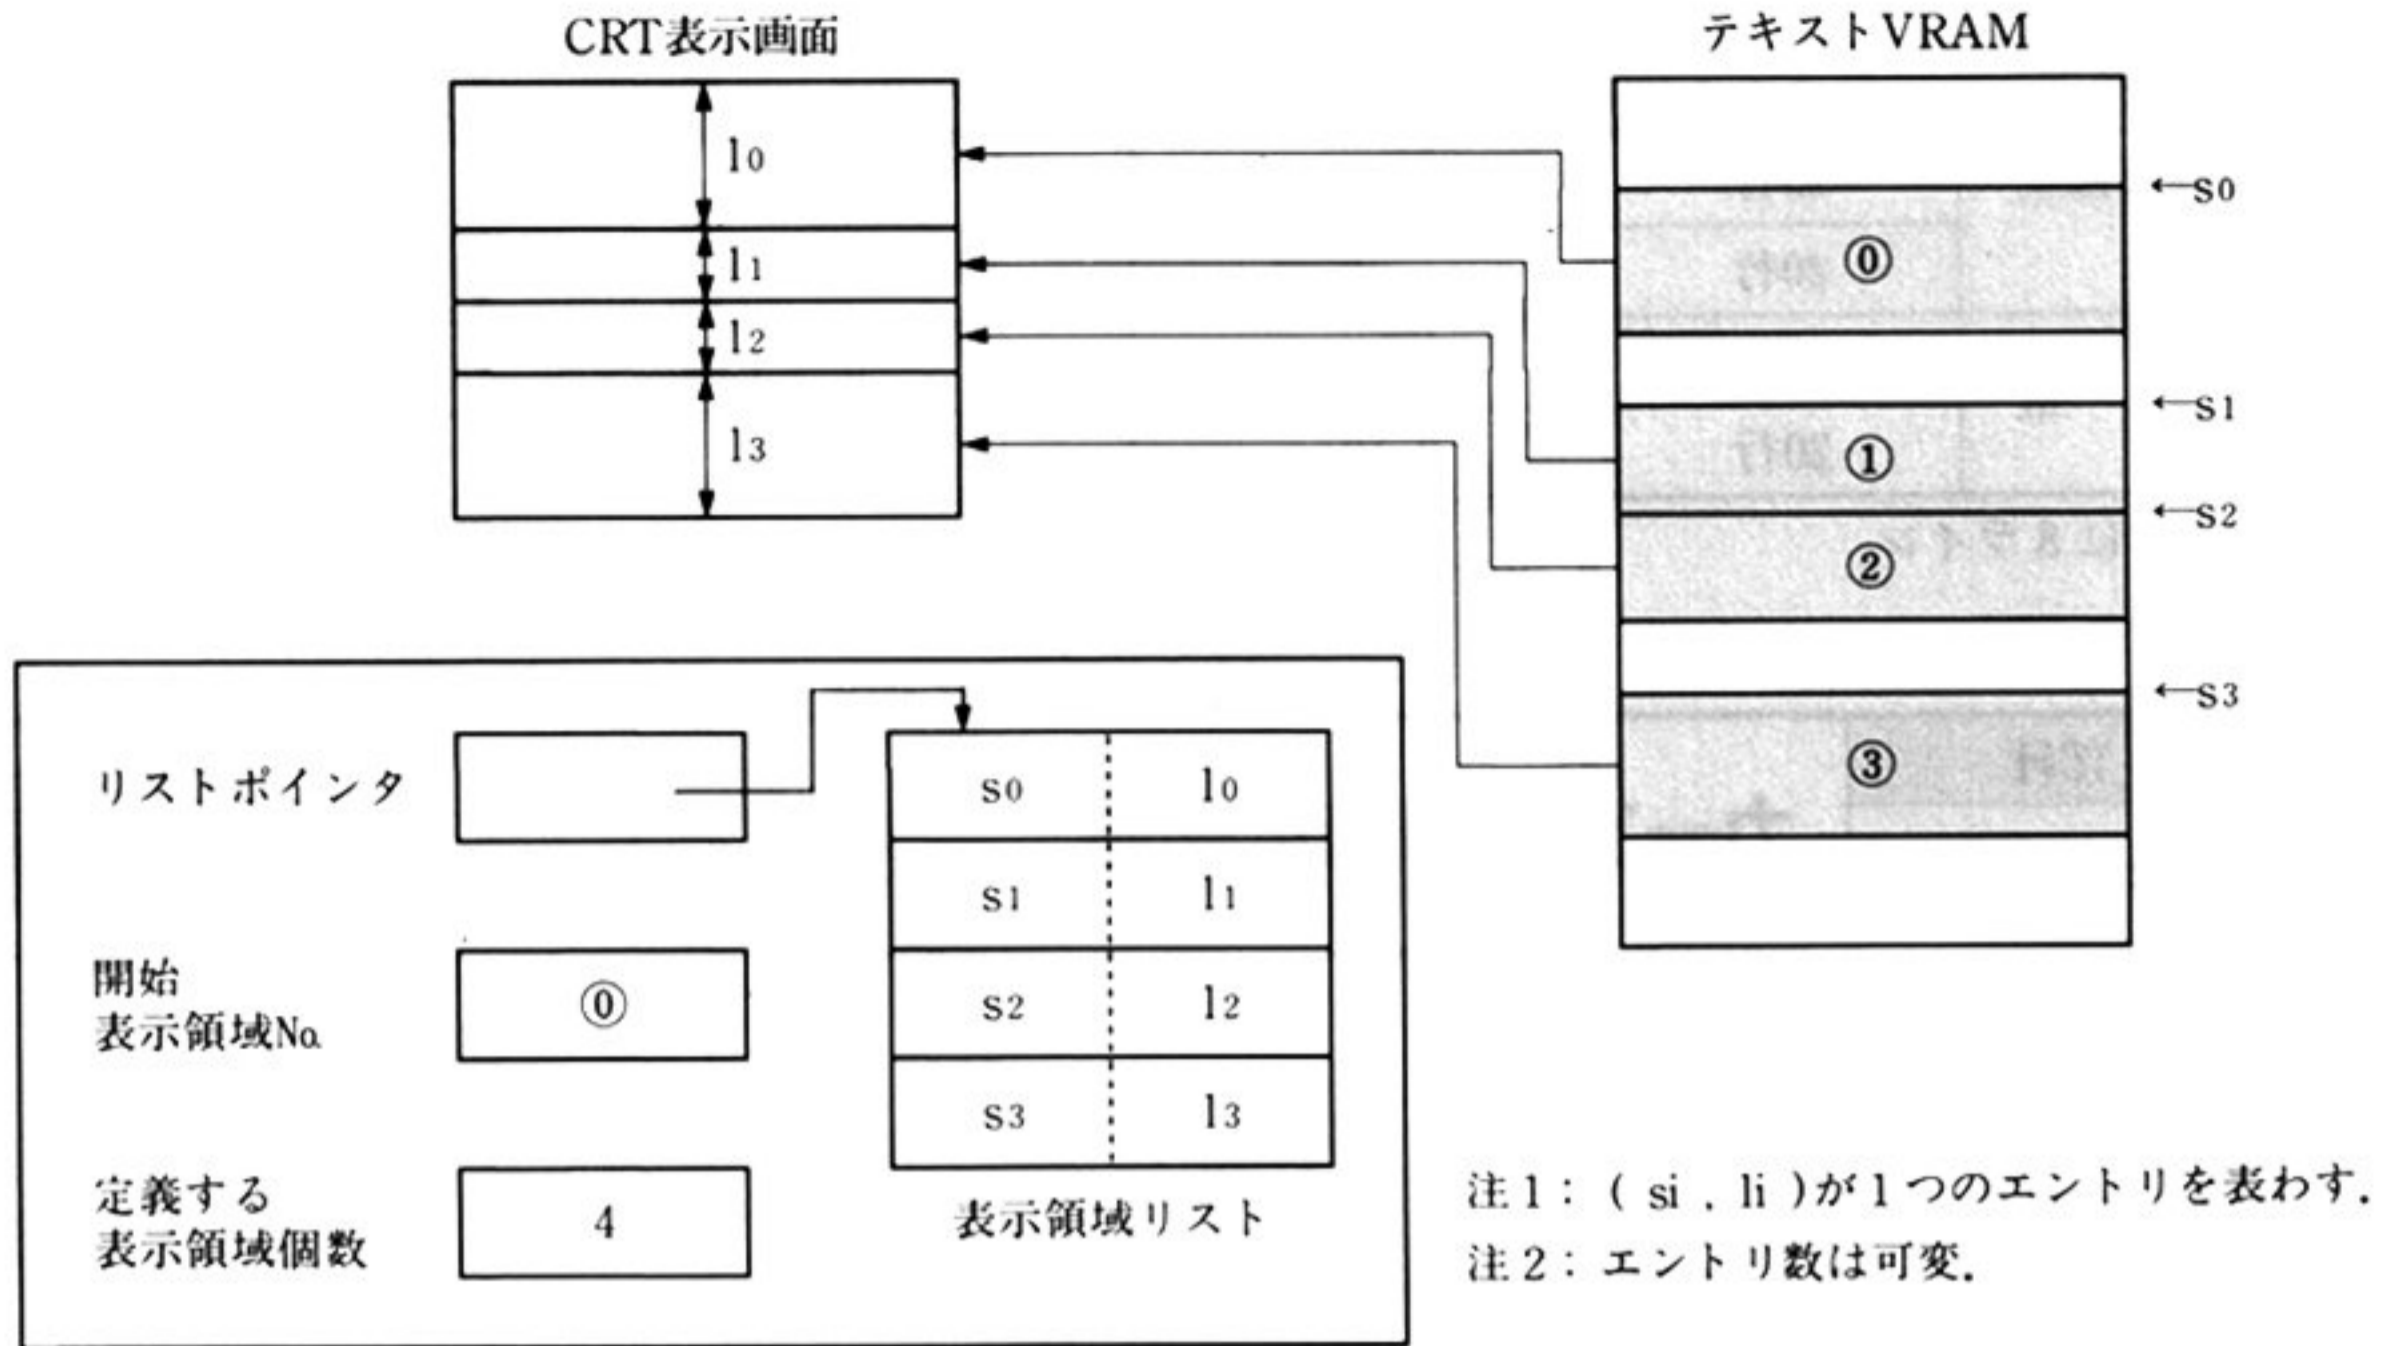 CRT表示画面
テキストVRAM
l0
l1
l2
l3
←s0
⓪
←s1
①
←s2
②
←s3
③
リストポインタ
s0 l0
s1 l1
s2 l2
s3 l3
表示領域リスト
開始
表示領域No.
⓪
定義する
表示領域個数
4
注1:( si , li )が1つのエントリを表わす.
注2:エントリ数は可変.